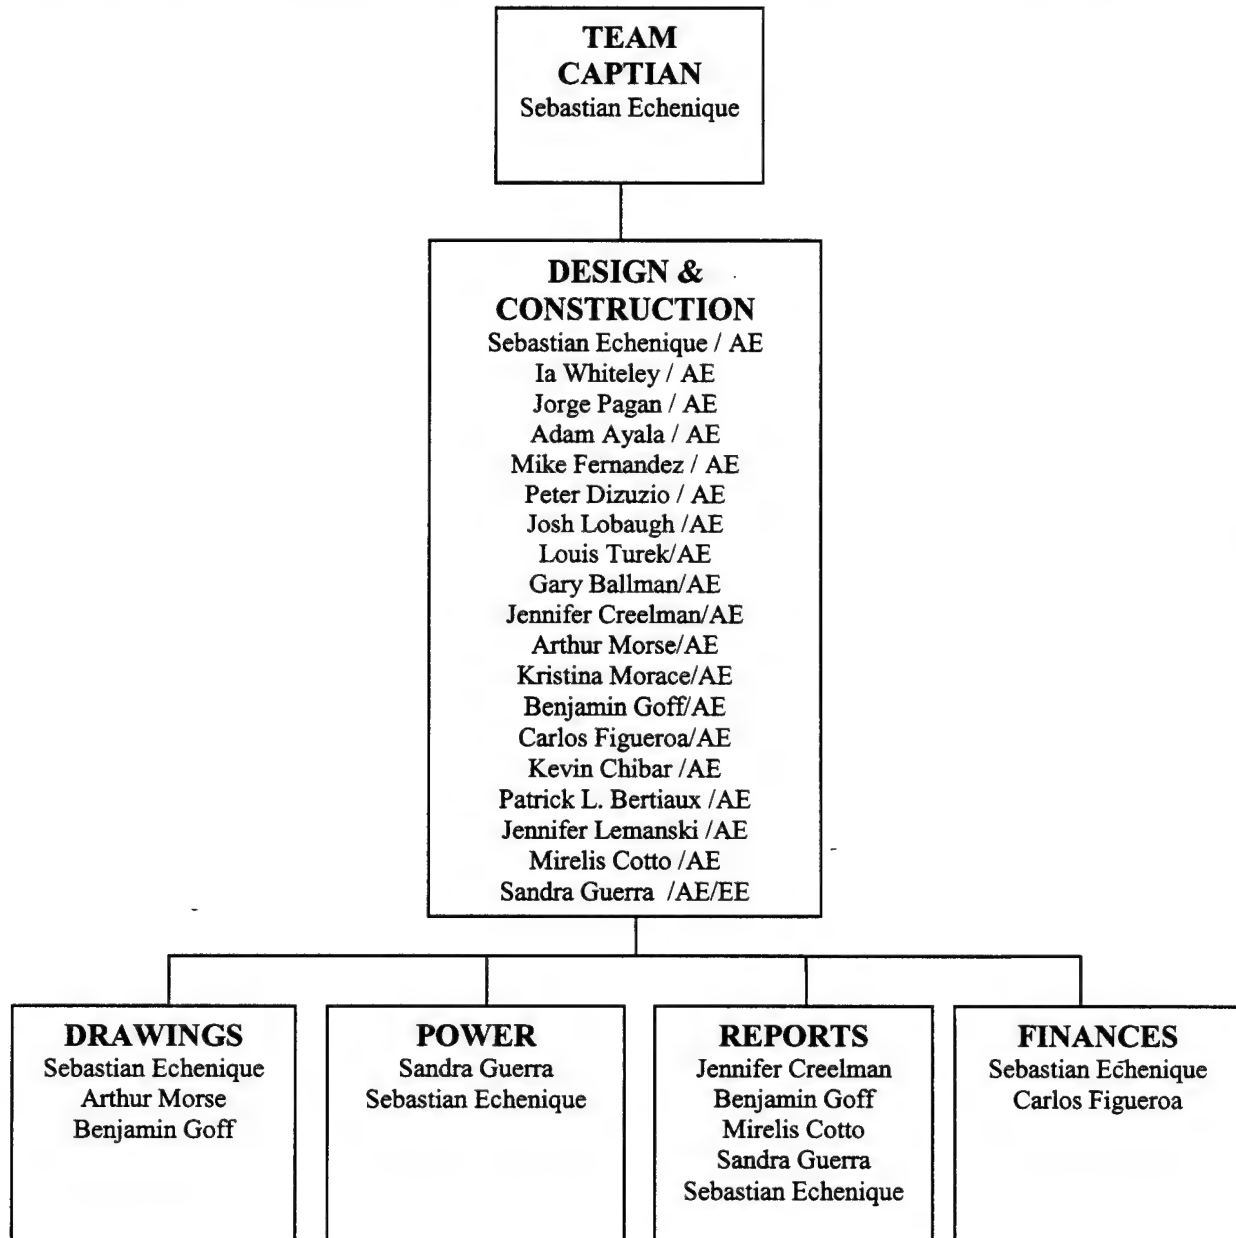 TEAM
CAPTIAN
Sebastian Echenique
DESIGN &
CONSTRUCTION
Sebastian Echenique / AE
Ia Whiteley / AE
Jorge Pagan / AE
Adam Ayala / AE
Mike Fernandez / AE
Peter Dizuzio / AE
Josh Lobaugh /AE
Louis Turek/AE
Gary Ballman/AE
Jennifer Creelman/AE
Arthur Morse/AE
Kristina Morace/AE
Benjamin Goff/AE
Carlos Figueroa/AE
Kevin Chibar /AE
Patrick L. Bertiaux /AE
Jennifer Lemanski /AE
Mirelis Cotto /AE
Sandra Guerra /AE/EE
DRAWINGS
Sebastian Echenique
Arthur Morse
Benjamin Goff
POWER
Sandra Guerra
Sebastian Echenique
REPORTS
Jennifer Creelman
Benjamin Goff
Mirelis Cotto
Sandra Guerra
Sebastian Echenique
FINANCES
Sebastian Echenique
Carlos Figueroa